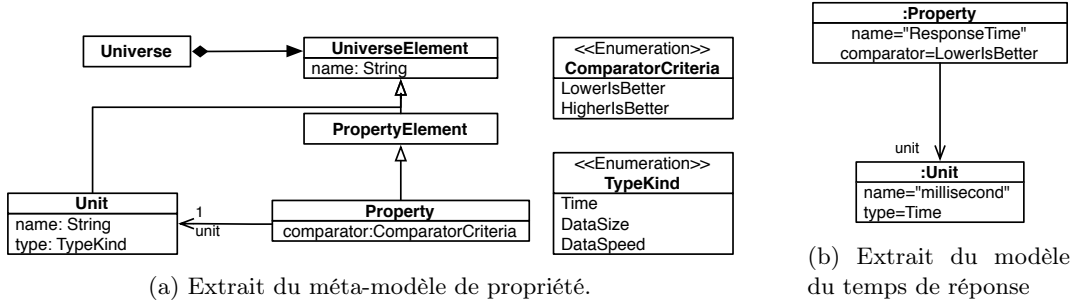 Universe
UniverseElement
name: String
PropertyElement
Unit
name: String
type: TypeKind
1
unit
Property
comparator:ComparatorCriteria
<<Enumeration>>
ComparatorCriteria
LowerIsBetter
HigherIsBetter
<<Enumeration>>
TypeKind
Time
DataSize
DataSpeed
(a) Extrait du méta-modèle de propriété.
:Property
name="ResponseTime"
comparator=LowerIsBetter
unit
:Unit
name="millisecond"
type=Time
(b) Extrait du modèle
du temps de réponse